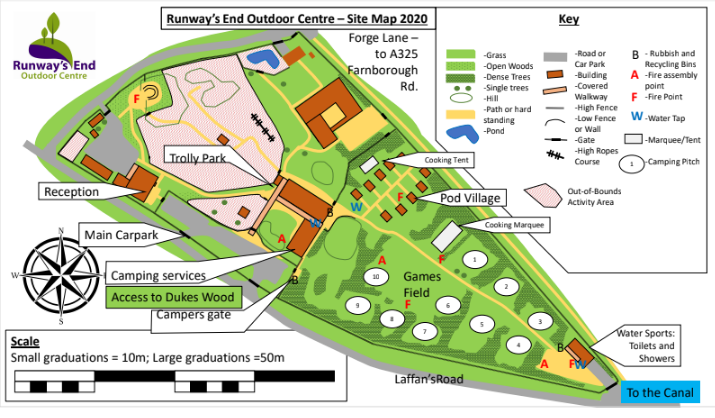 Runway's End Outdoor Centre – Site Map 2020
Runway's End
Outdoor Centre
Forge Lane –
to A325
Farnborough
Rd.
Key
-Grass
-Open Woods
-Dense Trees
-Single trees
-Hill
-Path or hard
standing
-Pond
-Road or
Car Park
-Building
-Covered
Walkway
-High Fence
-Low Fence
or Wall
-Gate
-High Ropes
Course
B - Rubbish and
Recycling Bins
A -Fire assembly
point
F -Fire Point
W -Water Tap
-Marquee/Tent
1 -Camping Pitch
Out-of-Bounds
Activity Area
F
Trolly Park
Cooking Tent
Reception
F
Pod Village
W
B
W
Cooking Marquee
Main Carpark
A
A
F
1
Camping services
10
Games
Field
2
B
Access to Dukes Wood
9
F
6
Campers gate
8
7
5
3
4
Water Sports:
Toilets and
Showers
B
A
F
W
N
W
E
S
Scale
Small graduations = 10m; Large graduations =50m
Laffan'sRoad
To the Canal